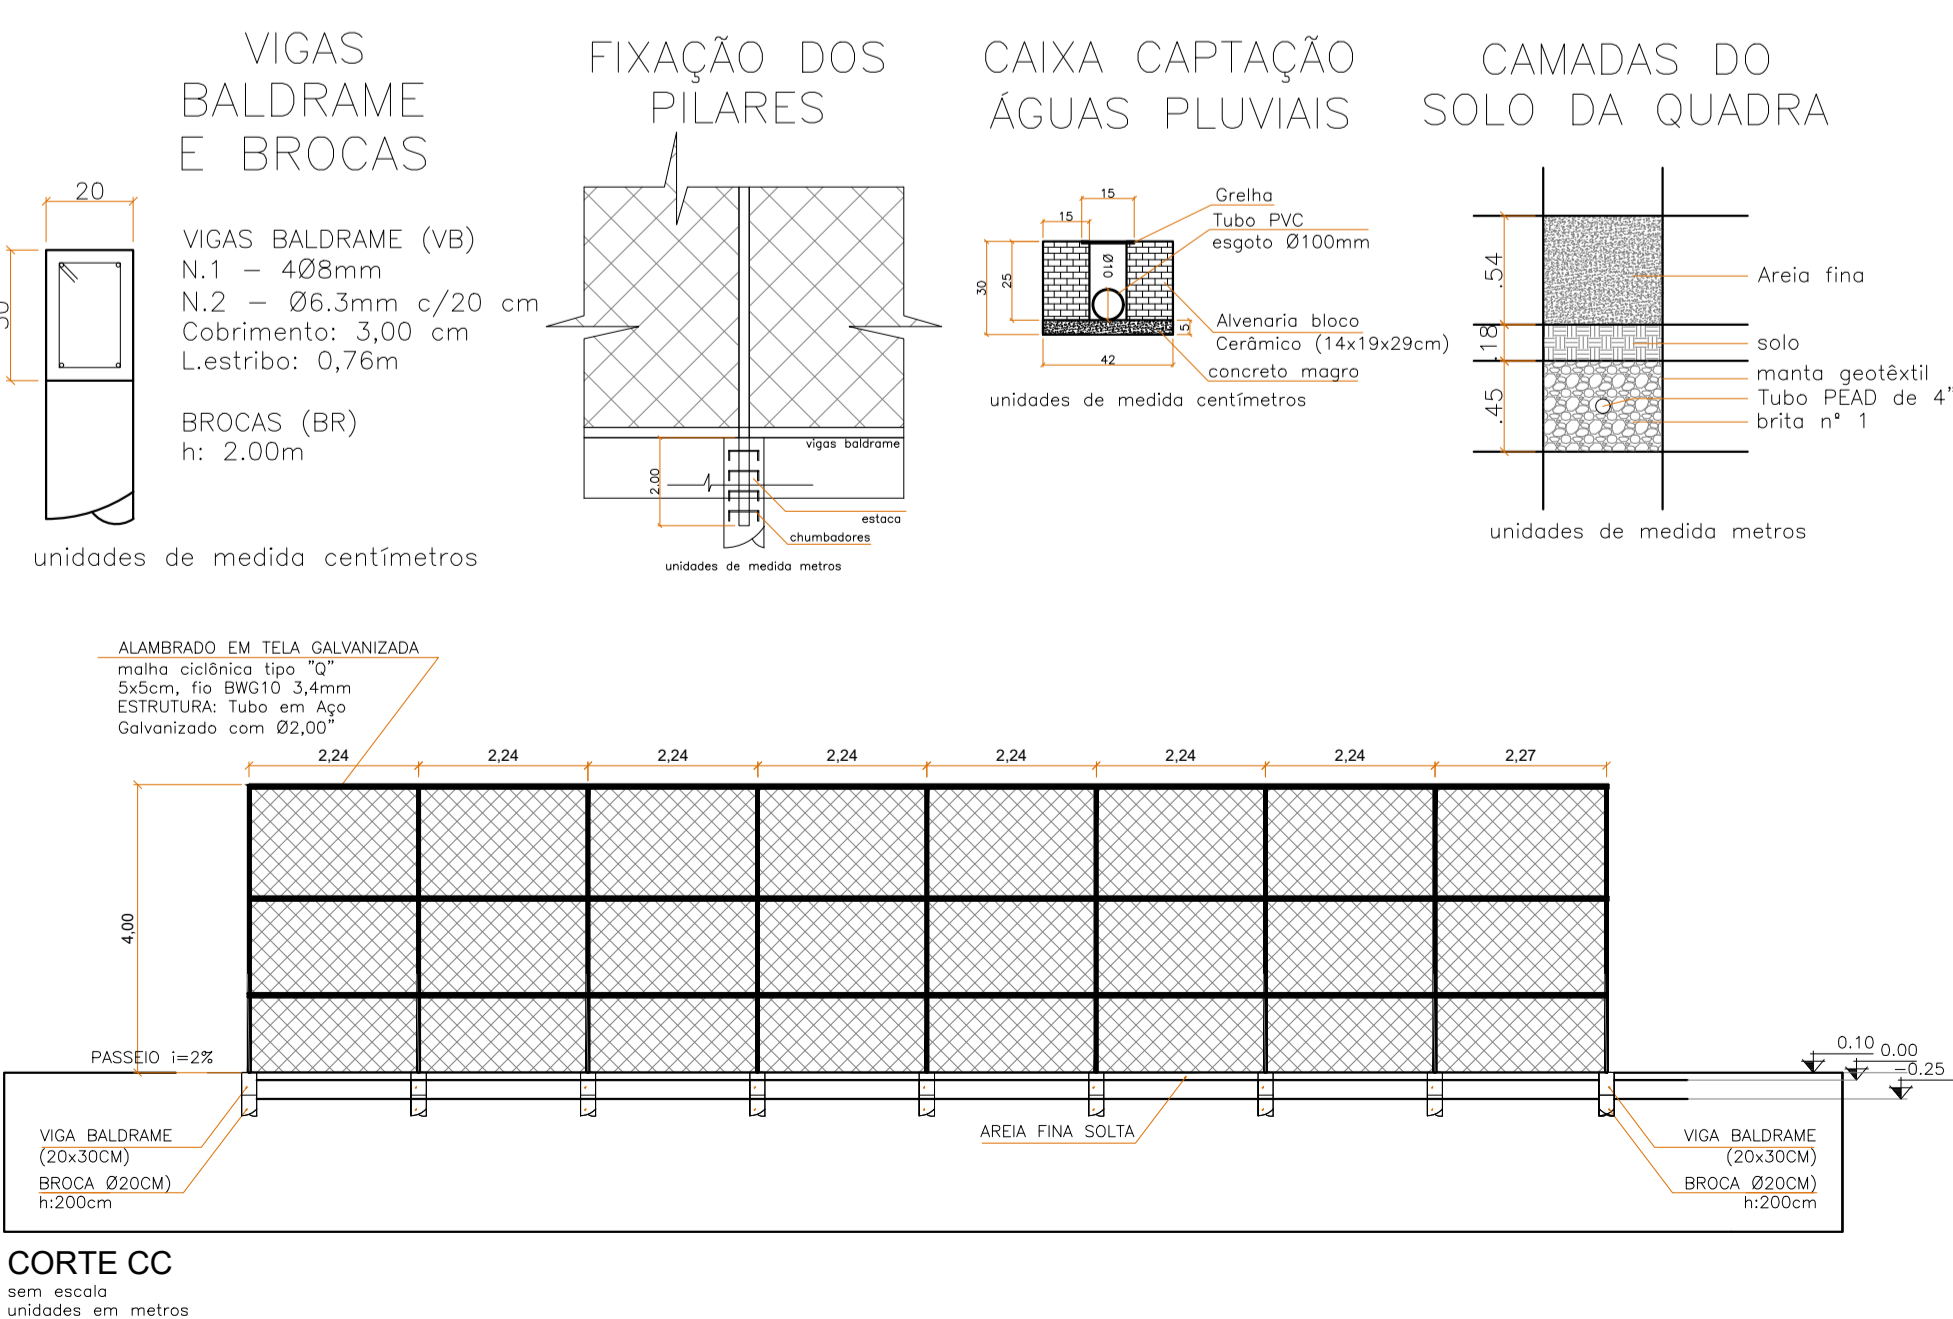 VIGAS
BALDRAME
E BROCAS
20
VIGAS BALDRAME (VB)
N.1 - 4Ø8mm
N.2 - Ø6.3mm c/20 cm
Cobrimento: 3,00 cm
L.estribo: 0,76m
BROCAS (BR)
h: 2.00m
unidades de medida centímetros
FIXAÇÃO DOS
PILARES
vigas baldrame
2.00
estaca
chumbadores
unidades de medida metros
CAIXA CAPTAÇÃO
ÁGUAS PLUVIAIS
15
15
Grelha
Tubo PVC
esgoto Ø100mm
30
25
Ø10
5
Alvenaria bloco
Cerâmico (14x19x29cm)
42
concreto magro
unidades de medida centímetros
CAMADAS DO
SOLO DA QUADRA
.54
Areia fina
.18
solo
manta geotêxtil
Tubo PEAD de 4"
.45
brita n° 1
unidades de medida metros
ALAMBRADO EM TELA GALVANIZADA
malha ciclônica tipo "Q"
5x5cm, fio BWG10 3,4mm
ESTRUTURA: Tubo em Aço
Galvanizado com Ø2,00"
2,24 2,24 2,24 2,24 2,24 2,24 2,24 2,27
4,00
PASSEIO i=2%
0.10
0.00
-0.25
VIGA BALDRAME
(20x30CM)
BROCA Ø20CM)
h:200cm
AREIA FINA SOLTA
VIGA BALDRAME
(20x30CM)
BROCA Ø20CM)
h:200cm
CORTE CC
sem escala
unidades em metros